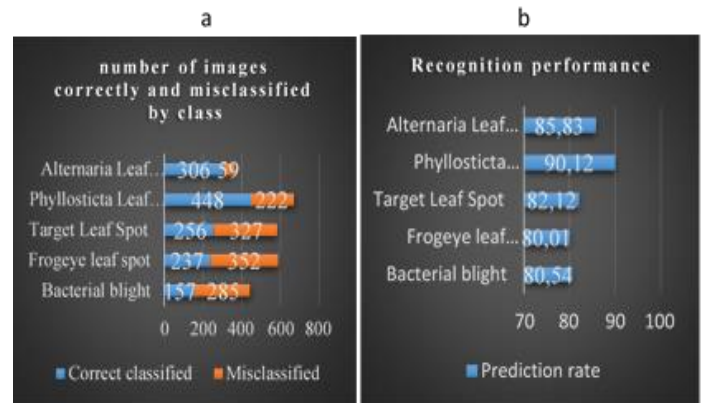 a
number of images
correctly and misclassified
by class
Alternaria Leaf...
306 59
Phyllosticta Leaf...
448 222
Target Leaf Spot
256 327
Frogeye leaf spot
237 352
Bacterial blight
157 285
0 200 400 600 800
Correct classified Misclassified
b
Recognition performance
Alternaria Leaf...
85,83
Phyllosticta...
90,12
Target Leaf Spot
82,12
Frogeye leaf...
80,01
Bacterial blight
80,54
70 80 90 100
Prediction rate